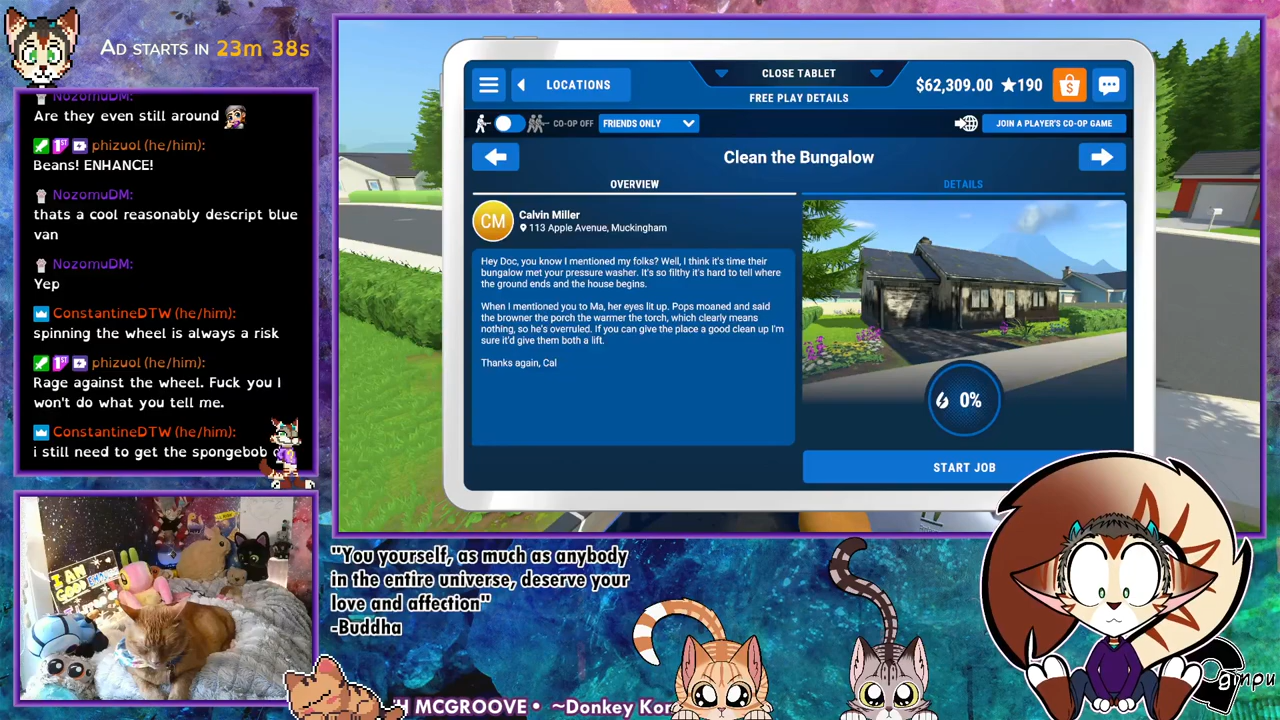 AD STARTS IN 23m 38s
NozomuDM:
Are they even still around
phizuol (he/him):
Beans! ENHANCE!
NozomuDM:
thats a cool reasonably descript blue
van
NozomuDM:
Yep
ConstantineDTW (he/him):
spinning the wheel is always a risk
phizuol (he/him):
Rage against the wheel. Fuck you I
won't do what you tell me.
ConstantineDTW (he/him):
i still need to get the spongebob
LOCATIONS
CLOSE TABLET
FREE PLAY DETAILS
$62,309.00 ★190
CO-OP OFF
FRIENDS ONLY
JOIN A PLAYER'S CO-OP GAME
Clean the Bungalow
OVERVIEW
DETAILS
CM
Calvin Miller
113 Apple Avenue, Muckingham
Hey Doc, you know I mentioned my folks? Well, I think it's time their
bungalow met your pressure washer. It's so filthy it's hard to tell where
the ground ends and the house begins.
When I mentioned you to Ma, her eyes lit up. Pops moaned and said
the browner the porch the warmer the torch, which clearly means
nothing, so he's overruled. If you can give the place a good clean up I'm
sure it'd give them both a lift.
Thanks again, Cal
0%
START JOB
I AM
GOOD
"You yourself, as much as anybody
in the entire universe, deserve your
love and affection"
-Buddha
H MCGROOVE • ~Donkey Kon
ginpu